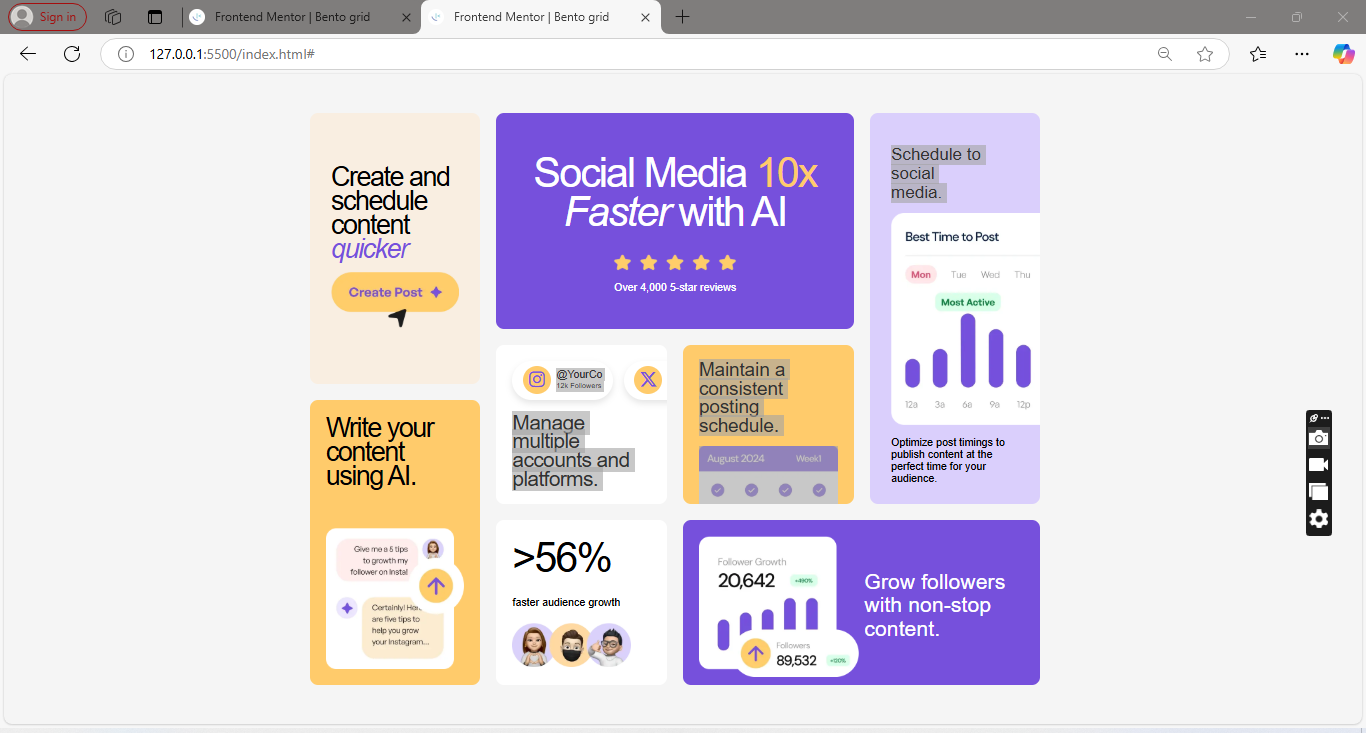 Sign in
Frontend Mentor | Bento grid
Frontend Mentor | Bento grid
127.0.0.1:5500/index.html#
Create and
schedule
content
quicker
Create Post
Social Media 10x
Faster with AI
Over 4,000 5-star reviews
Schedule to
social
media.
Best Time to Post
Mon Tue Wed Thu
Most Active
12a 3a 6a 9a 12p
Optimize post timings to
publish content at the
perfect time for your
audience.
@YourCo
12k Followers
Manage
multiple
accounts and
platforms.
Maintain a
consistent
posting
schedule.
August 2024 Week1
Write your
content
using AI.
Give me a 5 tips
to growth my
follower on Insta!
Certainly! Her
are five tips to
help you grow
your Instagram...
>56%
faster audience growth
Follower Growth
20,642 +490%
Followers
89,532 +120%
Grow followers
with non-stop
content.